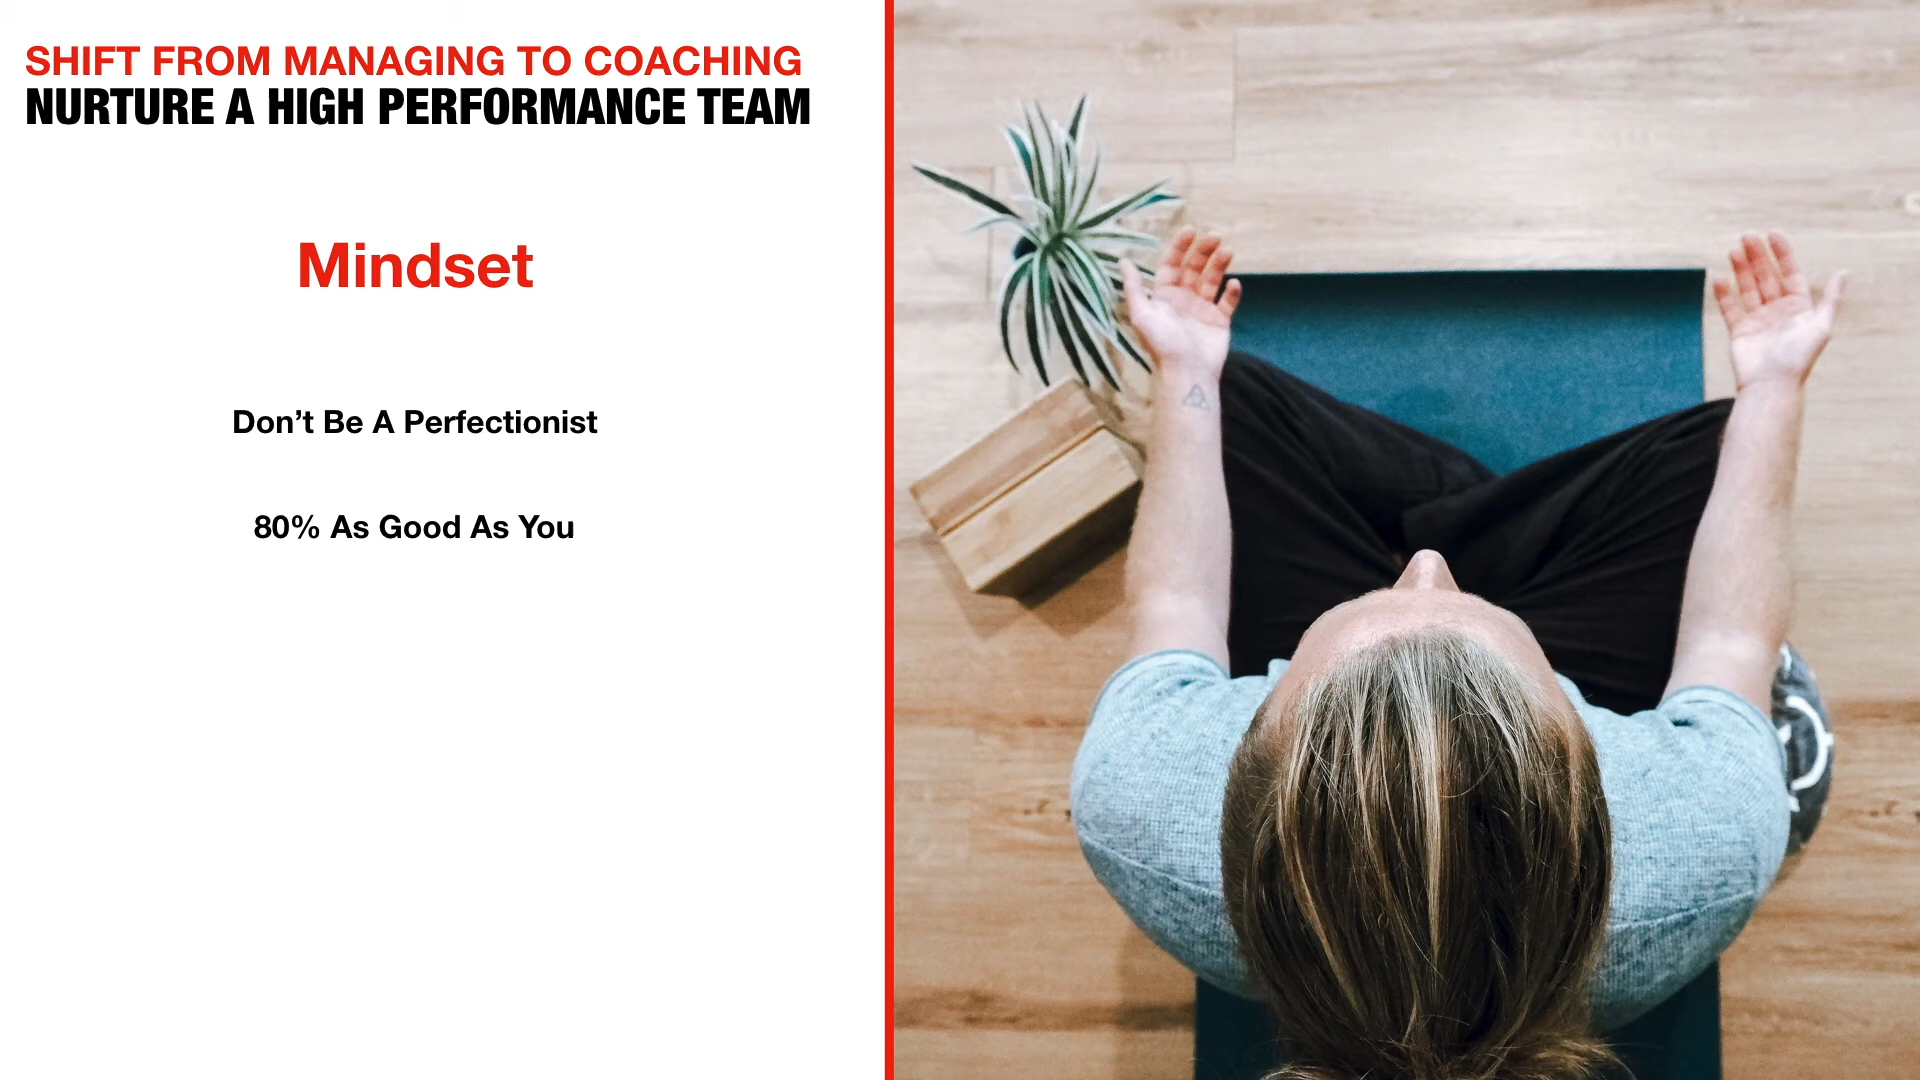 SHIFT FROM MANAGING TO COACHING
NURTURE A HIGH PERFORMANCE TEAM
Mindset
Don’t Be A Perfectionist
80% As Good As You